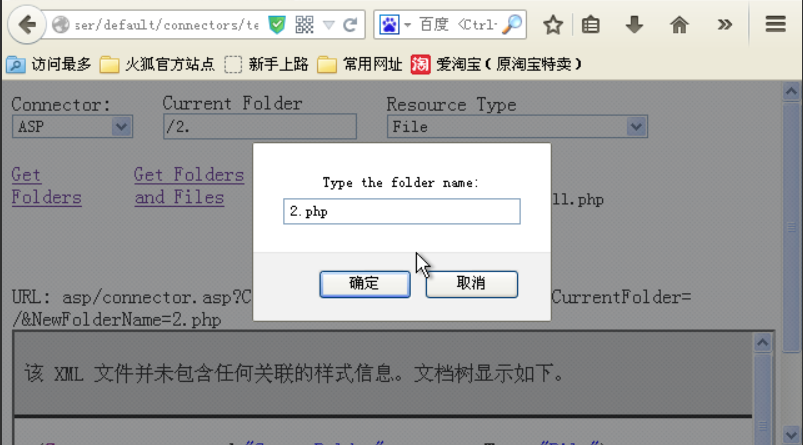 ser/default/connectors/te
百度 <Ctrl-
访问最多 火狐官方站点 新手上路 常用网址 淘 爱淘宝(原淘宝特卖)
Connector: Current Folder Resource Type
ASP /2. File
Get Folders Get Folders and Files ll.php
Type the folder name:
2.php
确定 取消
URL: asp/connector.asp?C CurrentFolder=
/&NewFolderName=2.php
该 XML 文件并未包含任何关联的样式信息。文档树显示如下。